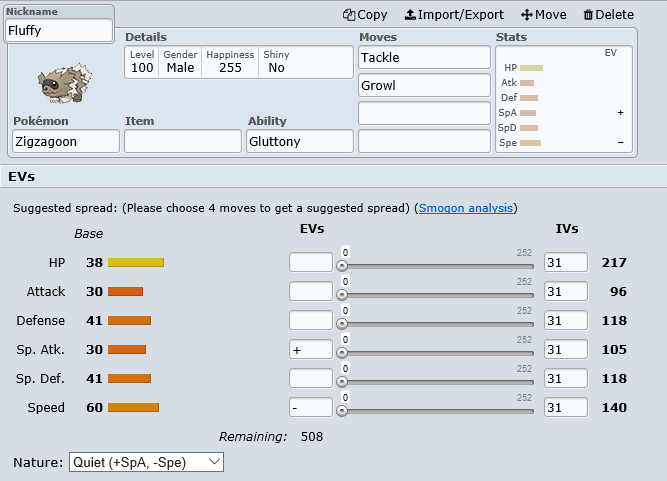 Nickname
Fluffy
Copy Import/Export Move Delete
Details
Level Gender Happiness Shiny
100 Male 255 No
Moves
Tackle
Growl
Stats
EV
HP
Atk
Def
SpA +
SpD
Spe −
Pokémon Item Ability
Zigzagoon Gluttony
EVs
Suggested spread: (Please choose 4 moves to get a suggested spread) (Smogon analysis)
Base EVs IVs
HP 38 0 252 31 217
Attack 30 0 252 31 96
Defense 41 0 252 31 118
Sp. Atk. 30 + 0 252 31 105
Sp. Def. 41 0 252 31 118
Speed 60 - 0 252 31 140
Remaining: 508
Nature: Quiet (+SpA, -Spe)